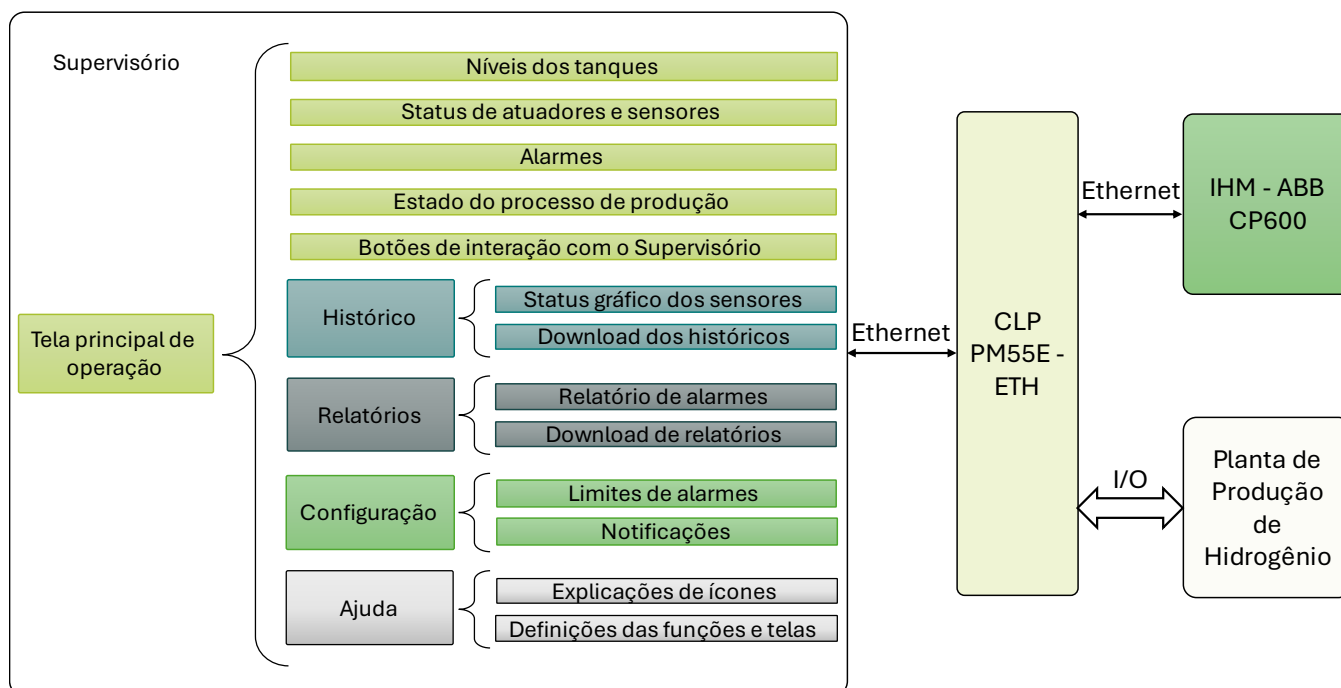 Supervisório
Níveis dos tanques
Status de atuadores e sensores
Alarmes
Estado do processo de produção
Botões de interação com o Supervisório
Tela principal de
operação
Histórico
Status gráfico dos sensores
Download dos históricos
Relatórios
Relatório de alarmes
Download de relatórios
Configuração
Limites de alarmes
Notificações
Ajuda
Explicações de ícones
Definições das funções e telas
Ethernet
CLP
PM55E -
ETH
Ethernet
IHM - ABB
CP600
I/O
Planta de
Produção
de
Hidrogênio